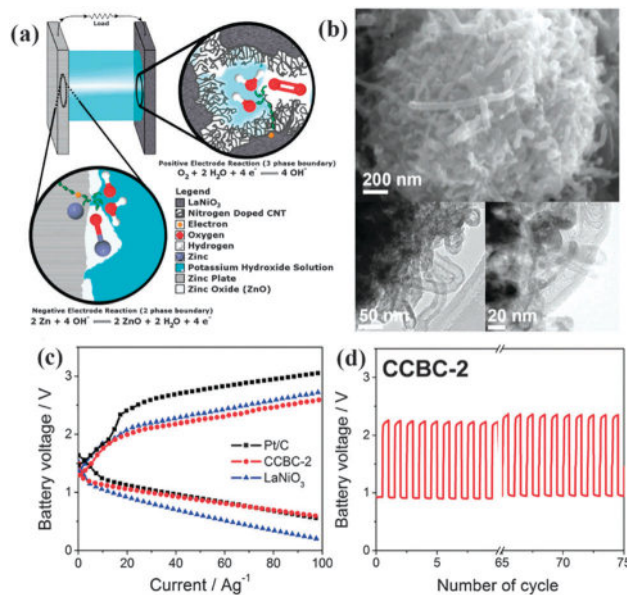 (a)
Load
Positive Electrode Reaction (3 phase boundary)
O₂ + 2 H₂O + 4 e⁻ ═ 4 OH⁻
Legend
LaNiO₃
Nitrogen Doped CNT
Electron
Oxygen
Hydrogen
Zinc
Potassium Hydroxide Solution
Zinc Plate
Zinc Oxide (ZnO)
Negative Electrode Reaction (2 phase boundary)
2 Zn + 4 OH⁻ ═ 2 ZnO + 2 H₂O + 4 e⁻
(b)
200 nm
50 nm
20 nm
(c)
Battery voltage / V
3
2
1
0
Pt/C
CCBC-2
LaNiO₃
0 20 40 60 80 100
Current / Ag⁻¹
(d)
CCBC-2
Battery voltage / V
3
2
1
0
0 5 65 70 75
Number of cycle